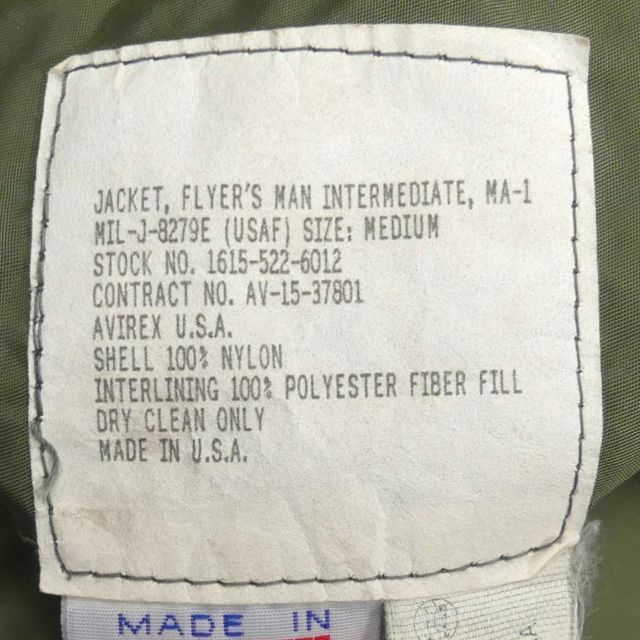 JACKET, FLYER'S MAN INTERMEDIATE, MA-1
MIL-J-8279E (USAF) SIZE: MEDIUM
STOCK NO. 1615-522-6012
CONTRACT NO. AV-15-37801
AVIREX U.S.A.
SHELL 100% NYLON
INTERLINING 100% POLYESTER FIBER FILL
DRY CLEAN ONLY
MADE IN U.S.A.
MADE IN